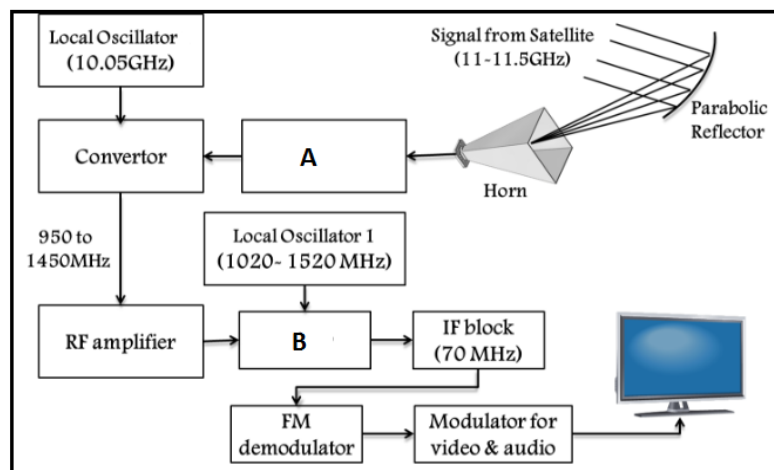 Local Oscillator
(10.05GHz)
Signal from Satellite
(11-11.5GHz)
Parabolic
Reflector
Convertor
A
Horn
950 to
1450MHz
Local Oscillator 1
(1020- 1520 MHz)
RF amplifier
B
IF block
(70 MHz)
FM
demodulator
Modulator for
video & audio